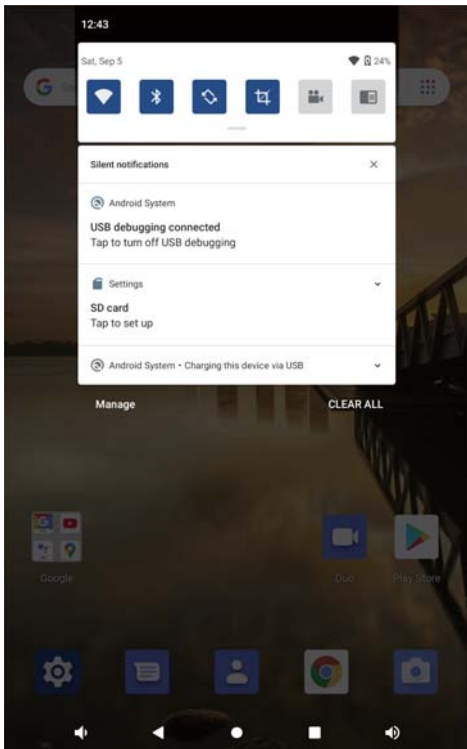 12:43
Sat, Sep 5
24%
Silent notifications
Android System
USB debugging connected
Tap to turn off USB debugging
Settings
SD card
Tap to set up
Android System • Charging this device via USB
Manage
CLEAR ALL
Google
Duo
Play Store